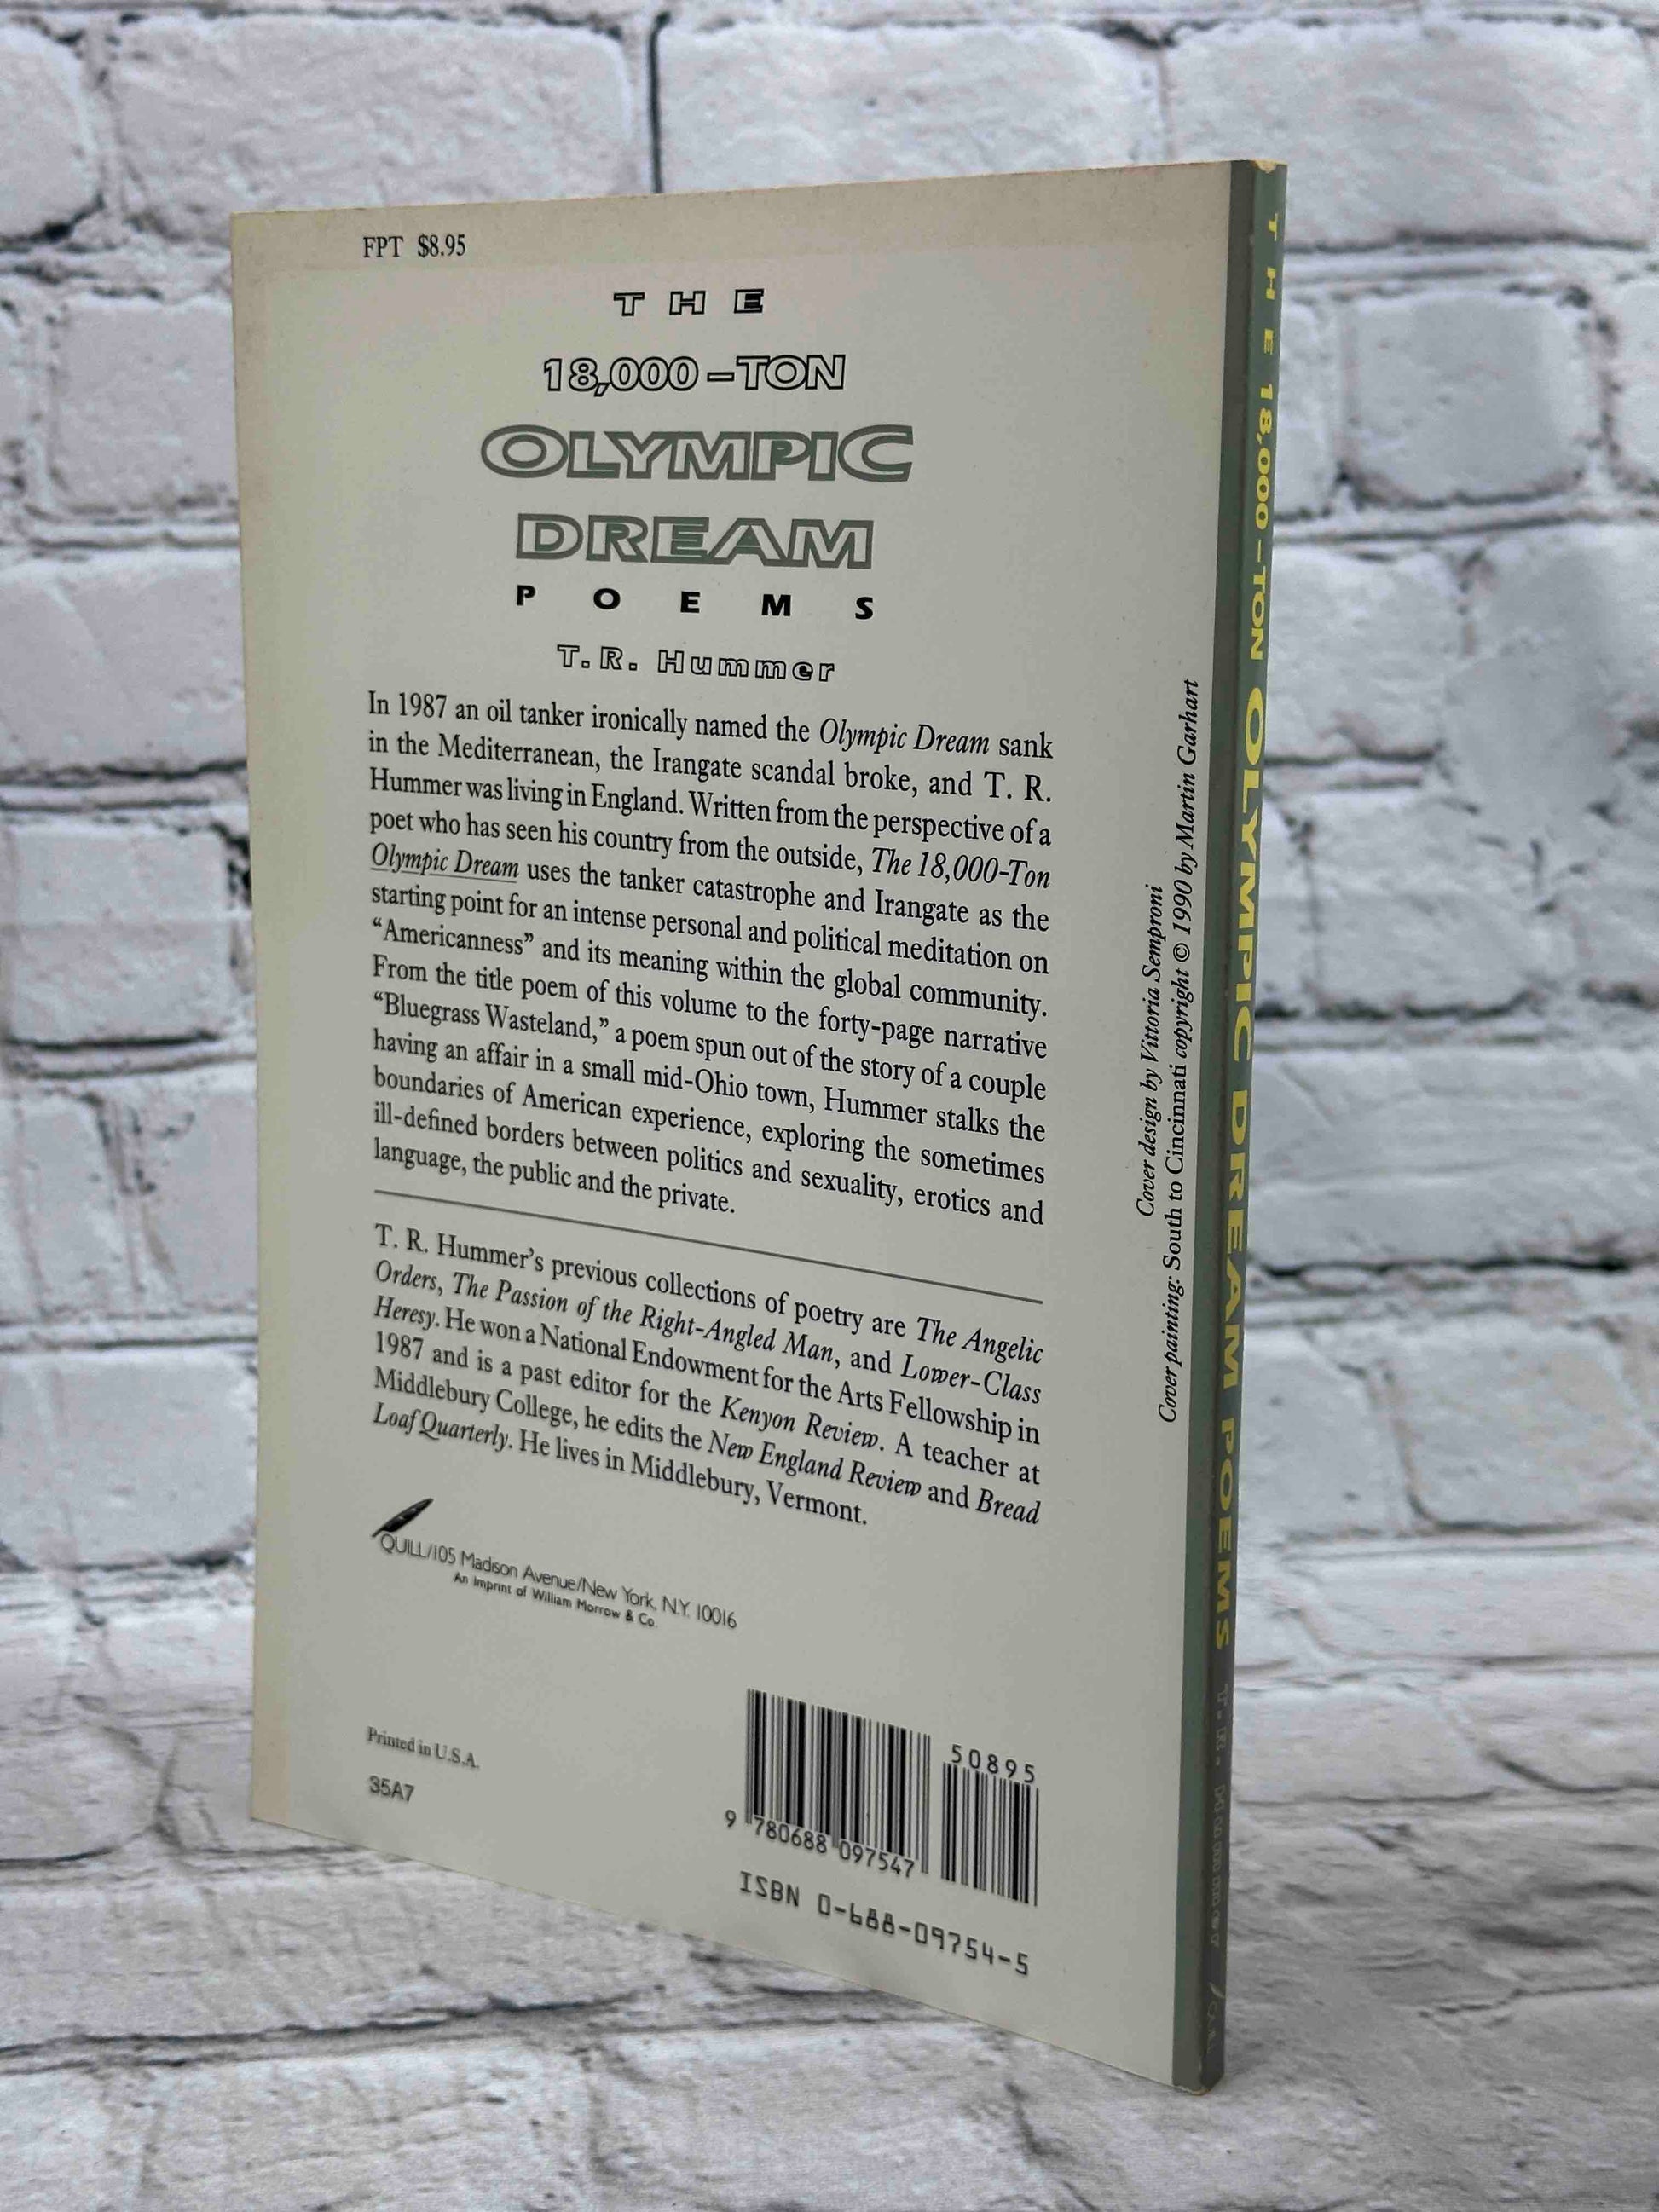 FPT $8.95
THE
18,000-TON
OLYMPIC
DREAM
POEMS
T.R. Hummer
In 1987 an oil tanker ironically named the Olympic Dream sank
in the Mediterranean, the Irangate scandal broke, and T. R.
Hummer was living in England. Written from the perspective of a
poet who has seen his country from the outside, The 18,000-Ton
Olympic Dream uses the tanker catastrophe and Irangate as the
starting point for an intense personal and political meditation on
“Americanness” and its meaning within the global community.
From the title poem of this volume to the forty-page narrative
“Bluegrass Wasteland,” a poem spun out of the story of a couple
having an affair in a small mid-Ohio town, Hummer stalks the
boundaries of American experience, exploring the sometimes
ill-defined borders between politics and sexuality, erotics and
language, the public and the private.
T. R. Hummer’s previous collections of poetry are The Angelic
Orders, The Passion of the Right-Angled Man, and Lower-Class
Heresy. He won a National Endowment for the Arts Fellowship in
1987 and is a past editor for the Kenyon Review. A teacher at
Middlebury College, he edits the New England Review and Bread
Loaf Quarterly. He lives in Middlebury, Vermont.
QUILL/105 Madison Avenue/New York, N.Y. 10016
An Imprint of William Morrow & Co.
Printed in U.S.A.
35A7
50895
9 780688 097547
ISBN 0-688-09754-5
Cover design by Vittoria Semproni
Cover painting: South to Cincinnati copyright © 1990 by Martin Garhart
THE 18,000-TON OLYMPIC DREAM POEMS T.R. Hummer QUILL